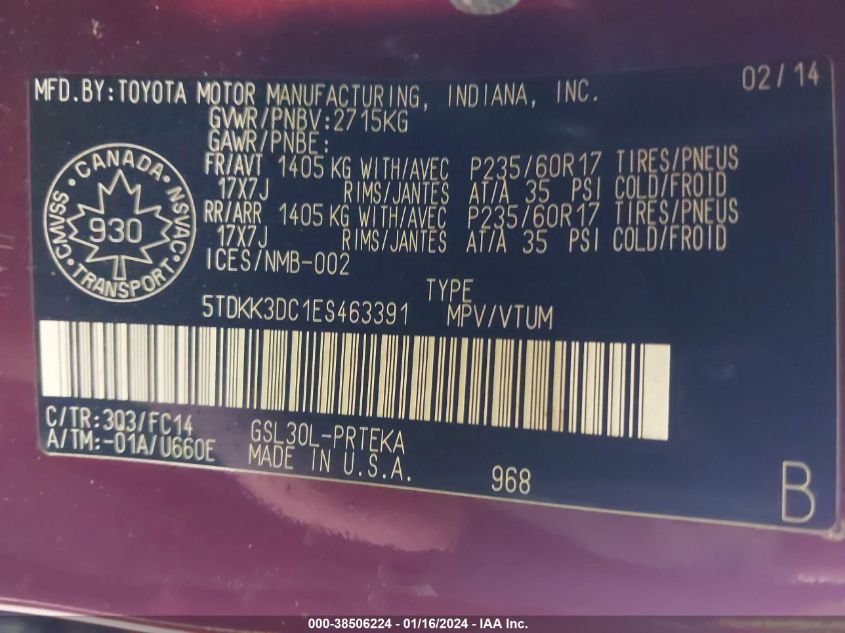 02/14
MFD.BY:TOYOTA MOTOR MANUFACTURING, INDIANA, INC.
GVWR/PNBV:2715KG
GAWR/PNBE:
FR/AVT 1405 KG WITH/AVEC P235/60R17 TIRES/PNEUS
17X7J RIMS/JANTES AT/À 35 PSI COLD/FROID
RR/ARR 1405 KG WITH/AVEC P235/60R17 TIRES/PNEUS
17X7J RIMS/JANTES AT/À 35 PSI COLD/FROID
ICES/NMB-002
CANADA
CMVSS 930 NSVAC
TRANSPORT
TYPE
5TDKK3DC1ES463391 MPV/VTUM
C/TR:3Q3/FC14 GSL30L-PRTEKA
A/TM:-01A/U660E MADE IN U.S.A.
968
B
000-38506224 - 01/16/2024 - IAA Inc.